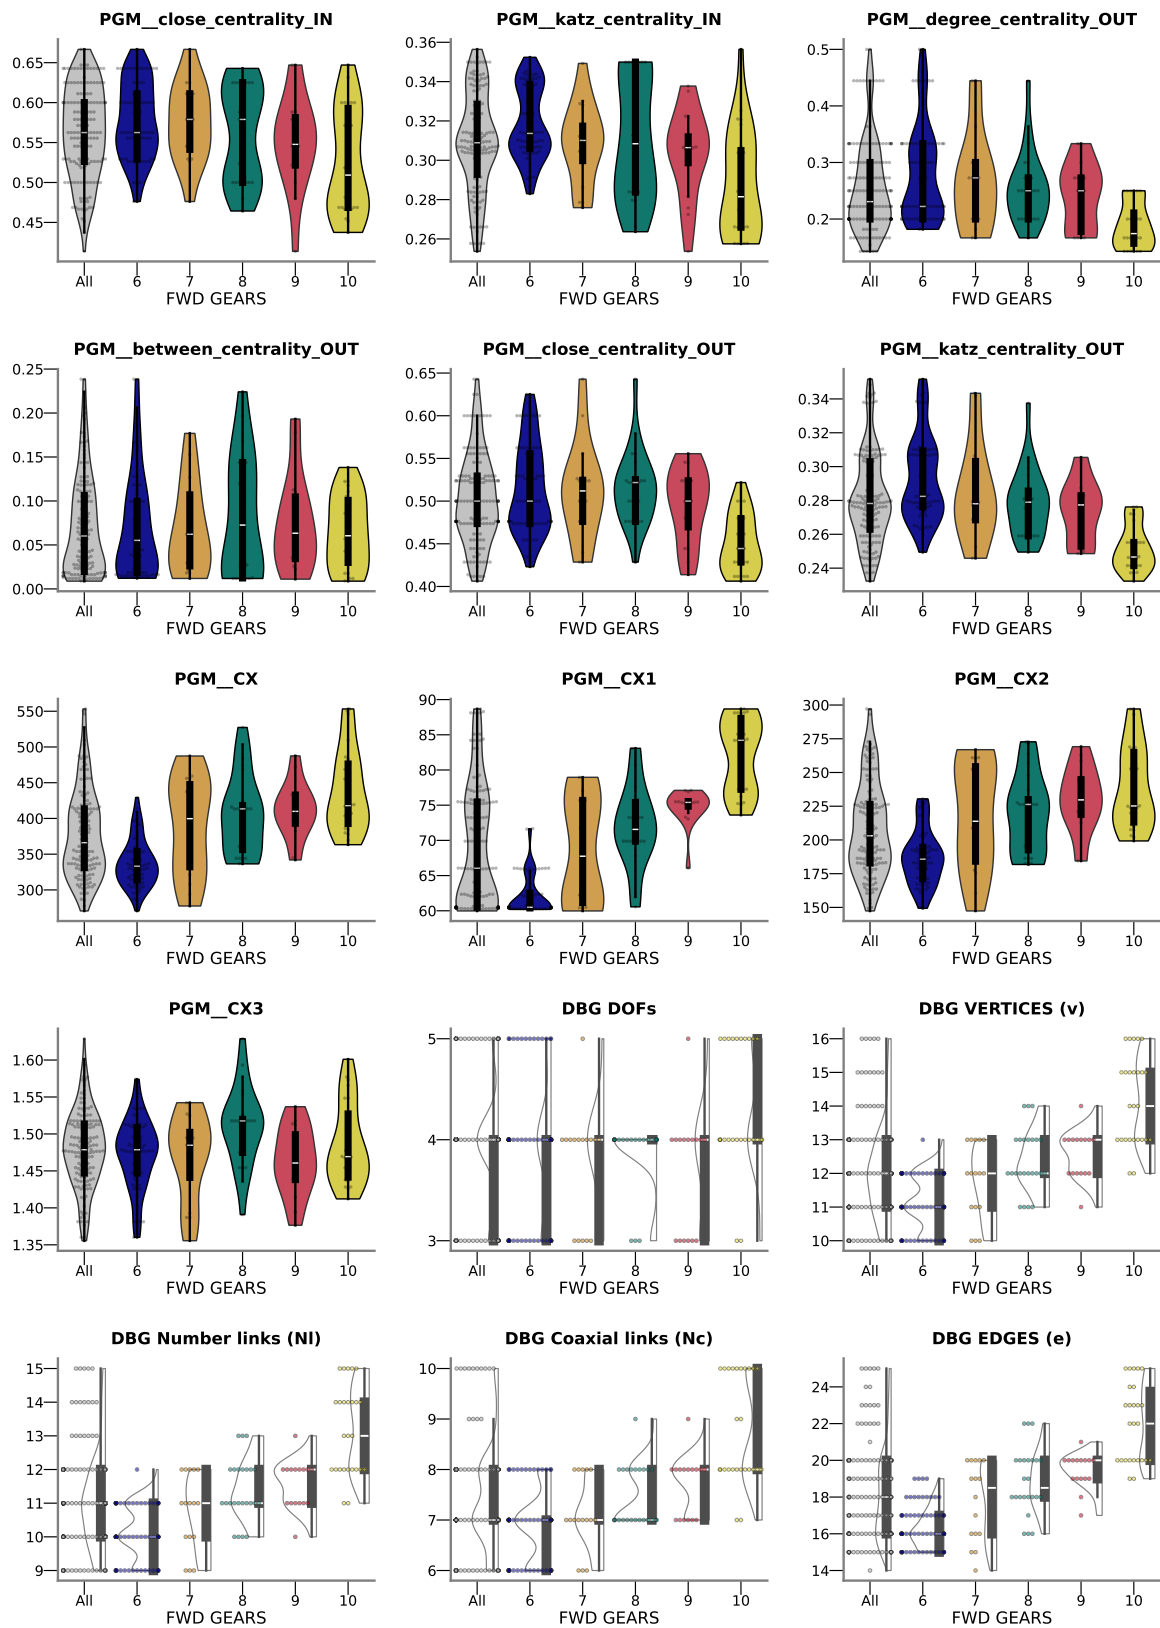 PGM__close_centrality_IN
0.65
0.60
0.55
0.50
0.45
All 6 7 8 9 10
FWD GEARS
PGM__katz_centrality_IN
0.36
0.34
0.32
0.30
0.28
0.26
All 6 7 8 9 10
FWD GEARS
PGM__degree_centrality_OUT
0.5
0.4
0.3
0.2
All 6 7 8 9 10
FWD GEARS
PGM__between_centrality_OUT
0.25
0.20
0.15
0.10
0.05
0.00
All 6 7 8 9 10
FWD GEARS
PGM__close_centrality_OUT
0.65
0.60
0.55
0.50
0.45
0.40
All 6 7 8 9 10
FWD GEARS
PGM__katz_centrality_OUT
0.34
0.32
0.30
0.28
0.26
0.24
All 6 7 8 9 10
FWD GEARS
PGM__CX
550
500
450
400
350
300
All 6 7 8 9 10
FWD GEARS
PGM__CX1
90
85
80
75
70
65
60
All 6 7 8 9 10
FWD GEARS
PGM__CX2
300
275
250
225
200
175
150
All 6 7 8 9 10
FWD GEARS
PGM__CX3
1.60
1.55
1.50
1.45
1.40
1.35
All 6 7 8 9 10
FWD GEARS
DBG DOFs
5
4
3
All 6 7 8 9 10
FWD GEARS
DBG VERTICES (v)
16
15
14
13
12
11
10
All 6 7 8 9 10
FWD GEARS
DBG Number links (Nl)
15
14
13
12
11
10
9
All 6 7 8 9 10
FWD GEARS
DBG Coaxial links (Nc)
10
9
8
7
6
All 6 7 8 9 10
FWD GEARS
DBG EDGES (e)
24
22
20
18
16
14
All 6 7 8 9 10
FWD GEARS